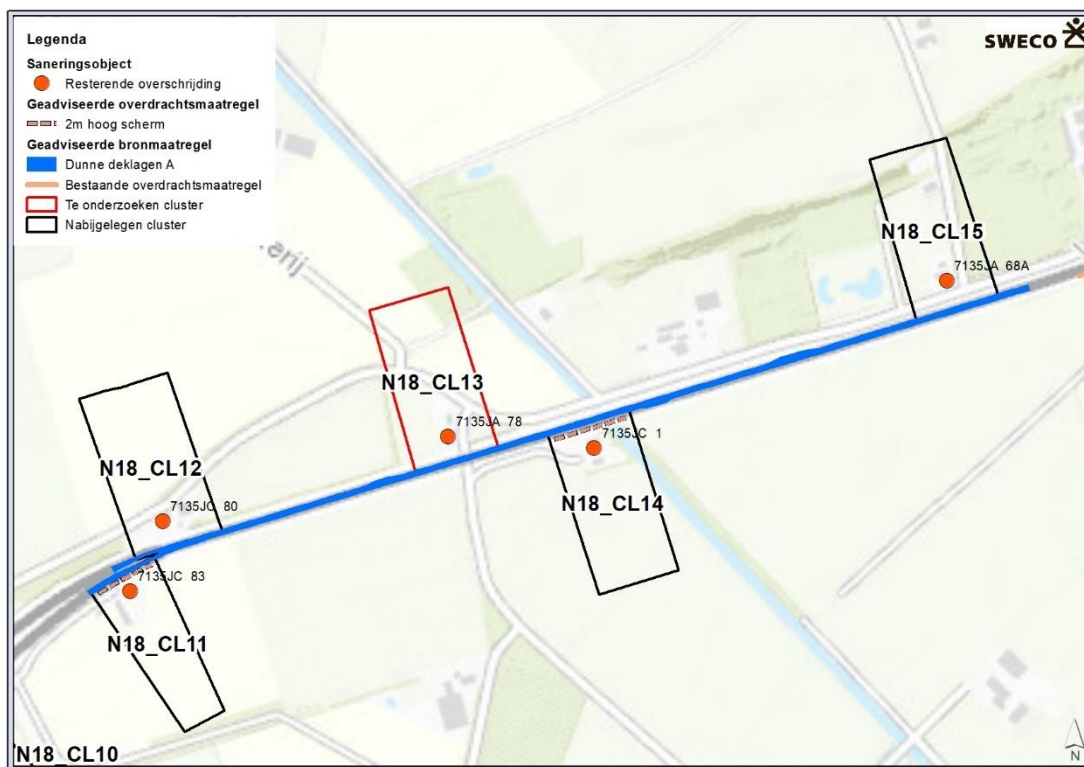 Legenda
Saneringsobject
Resterende overschrijding
Geadviseerde overdrachtsmaatregel
2m hoog scherm
Geadviseerde bronmaatregel
Dunne deklagen A
Bestaande overdrachtsmaatregel
Te onderzoeken cluster
Nabijgelegen cluster
SWECO
N18_CL15
7135JA 68A
N18_CL13
7135JA 78
7135JC 1
N18_CL12
N18_CL14
7135JC 80
7135JC 83
N18_CL11
N18_CL10
N